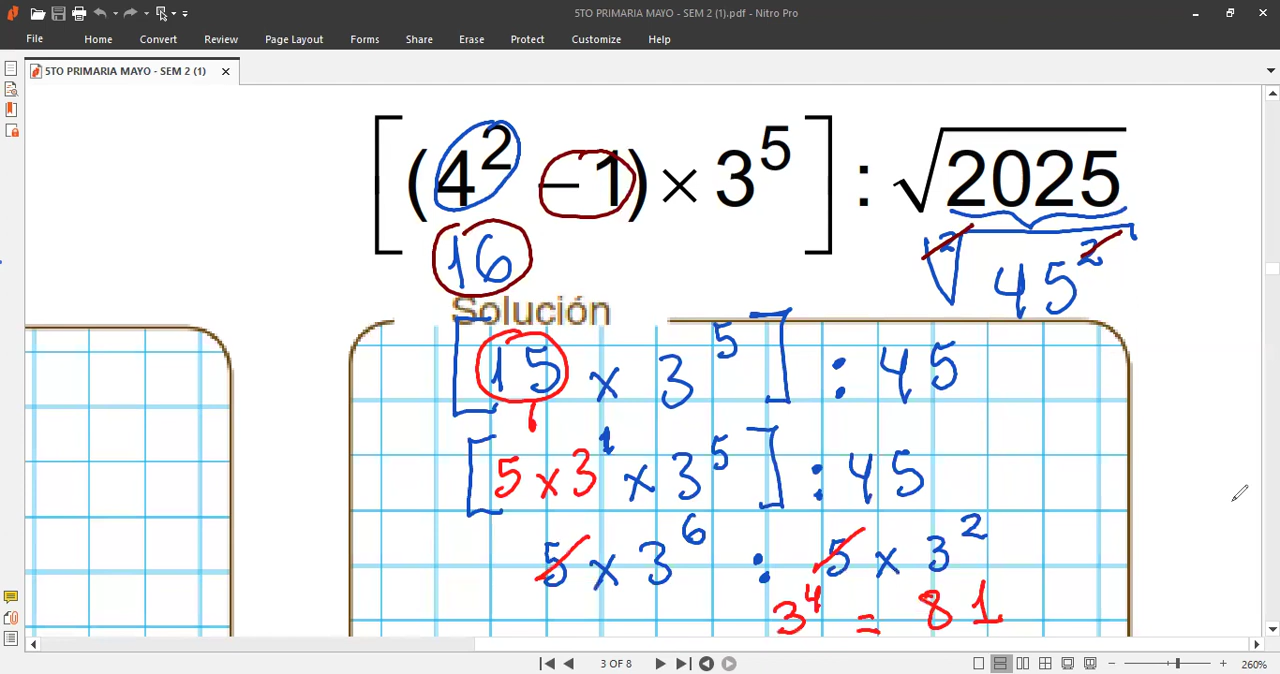 5TO PRIMARIA MAYO - SEM 2 (1).pdf - Nitro Pro
File Home Convert Review Page Layout Forms Share Erase Protect Customize Help
5TO PRIMARIA MAYO - SEM 2 (1)
[(4² − 1) × 3⁵] : √2025
16 ²√45²
Solución
[15 × 3⁵] : 45
[5 × 3¹ × 3⁵] : 45
5 × 3⁶ : 5 × 3²
3⁴ = 81
3 OF 8 260%